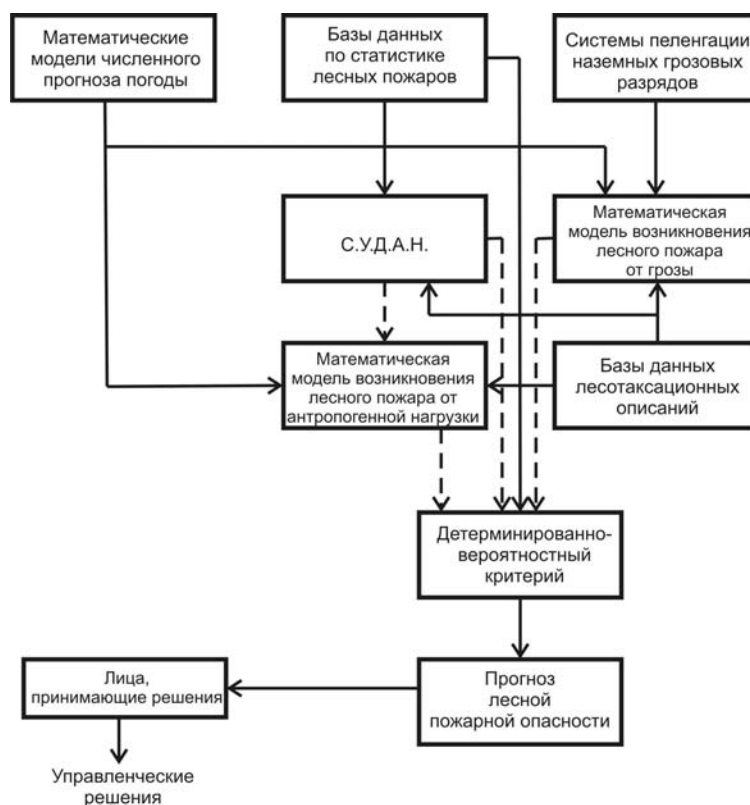 Математические
модели численного
прогноза погоды
Базы данных
по статистике
лесных пожаров
Системы пеленгации
наземных грозовых
разрядов
С.У.Д.А.Н.
Математическая
модель возникновения
лесного пожара
от грозы
Математическая
модель возникновения
лесного пожара от
антропогенной нагрузки
Базы данных
лесотаксационных
описаний
Детерминированно-
вероятностный
критерий
Лица,
принимающие решения
Прогноз
лесной
пожарной опасности
Управленческие
решения